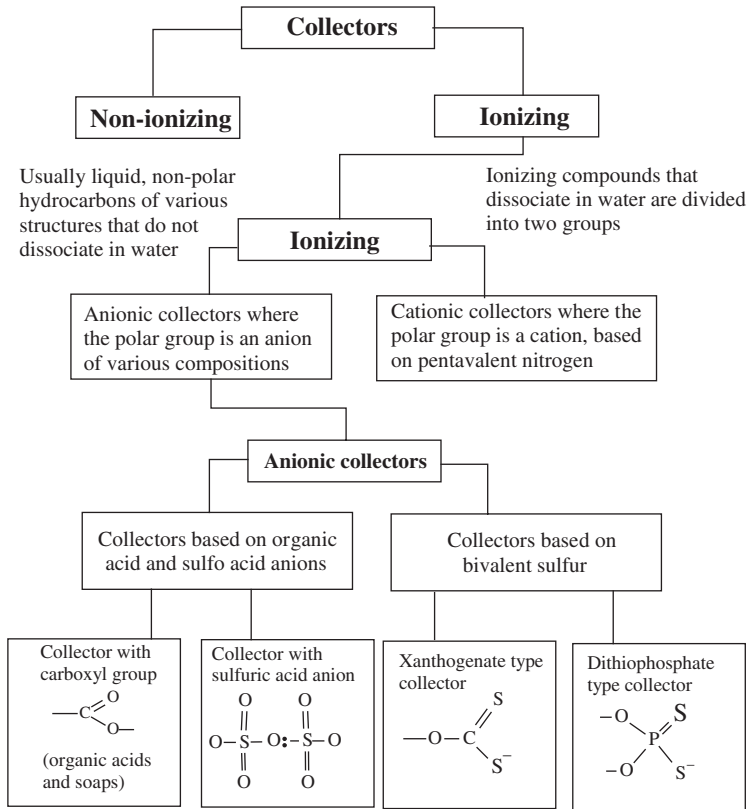 Collectors
Non-ionizing
Ionizing
Usually liquid, non-polar
hydrocarbons of various
structures that do not
dissociate in water
Ionizing compounds that
dissociate in water are divided
into two groups
Ionizing
Anionic collectors where
the polar group is an anion
of various compositions
Cationic collectors where the
polar group is a cation, based
on pentavalent nitrogen
Anionic collectors
Collectors based on organic
acid and sulfo acid anions
Collectors based on
bivalent sulfur
Collector with
carboxyl group
O
—C
O—
(organic acids
and soaps)
Collector with
sulfuric acid anion
O O
O–S–O:S–O
O O
Xanthogenate type
collector
S
—O—C
S–
Dithiophosphate
type collector
–O S
P
–O S–